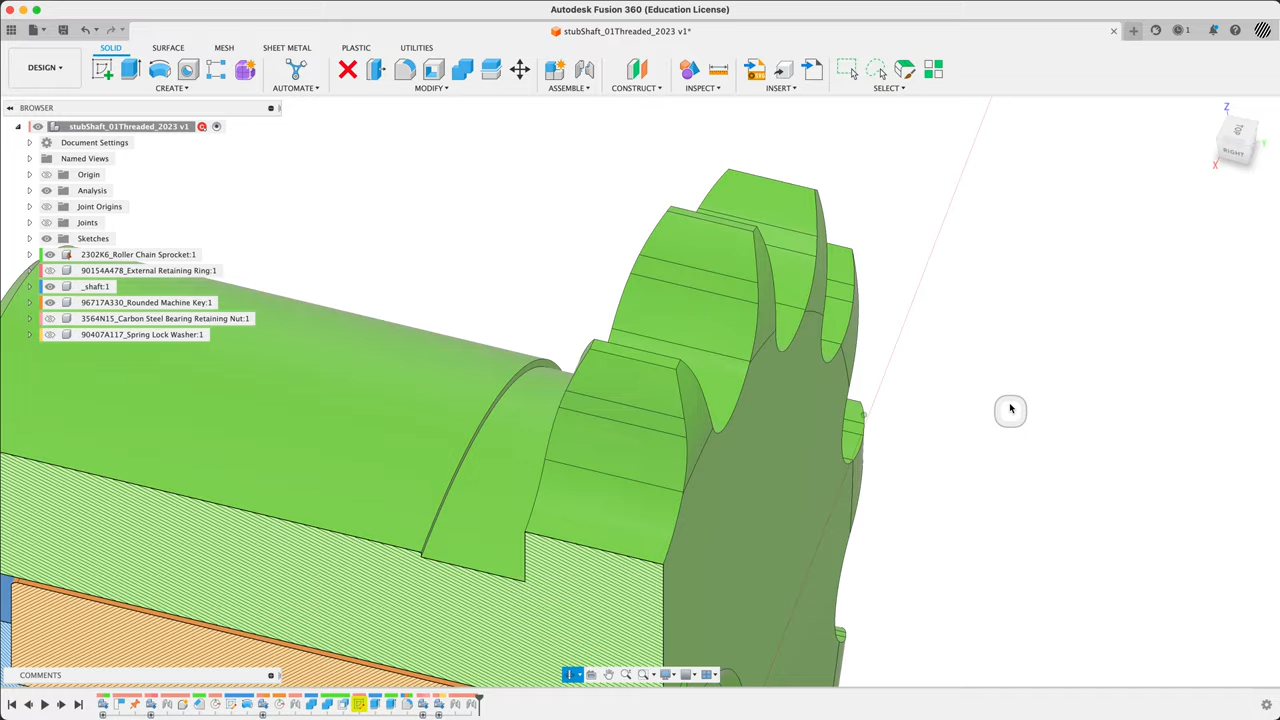 Autodesk Fusion 360 (Education License)
stubShaft_01Threaded_2023 v1*
1
SOLID SURFACE MESH SHEET METAL PLASTIC UTILITIES
DESIGN
CREATE AUTOMATE MODIFY ASSEMBLE CONSTRUCT INSPECT INSERT SELECT
BROWSER
stubShaft_01Threaded_2023 v1
Document Settings
Named Views
Origin
Analysis
Joint Origins
Joints
Sketches
2302K6_Roller Chain Sprocket:1
90154A478_External Retaining Ring:1
_shaft:1
96717A330_Rounded Machine Key:1
3564N15_Carbon Steel Bearing Retaining Nut:1
90407A117_Spring Lock Washer:1
Z
TOP
Y
RIGHT
X
COMMENTS